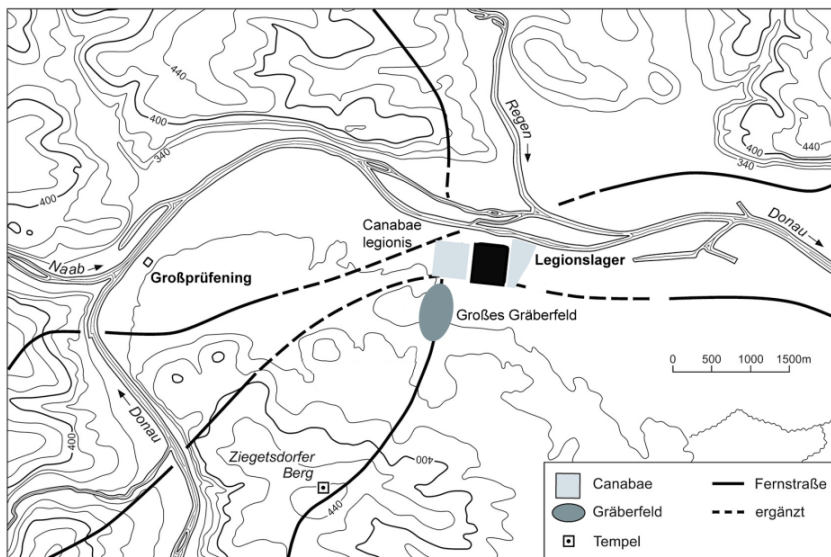 440
400
340
440
400
Regen
440
400
340
Donau
Canabae
legionis
Legionslager
Naab
Großprüfening
Großes Gräberfeld
0 500 1000 1500m
400
Donau
Ziegetsdorfer
Berg
400
440
Canabae
Fernstraße
Gräberfeld
ergänzt
Tempel